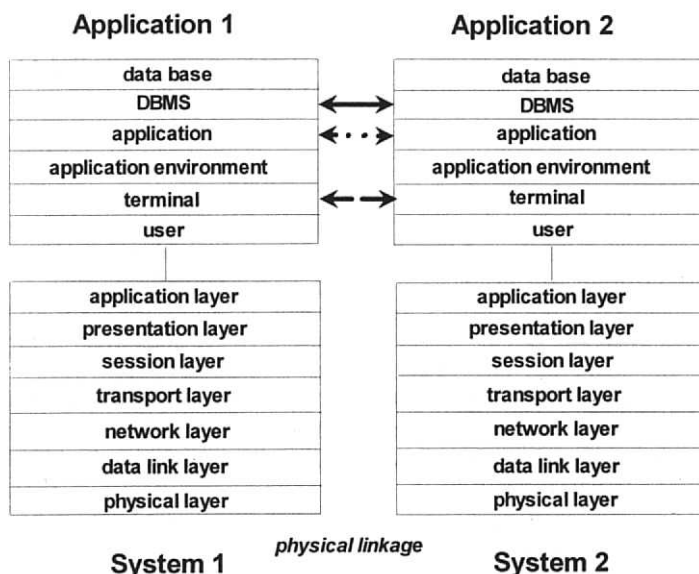 Application 1
Application 2
data base
DBMS
application
application environment
terminal
user
data base
DBMS
application
application environment
terminal
user
application layer
presentation layer
session layer
transport layer
network layer
data link layer
physical layer
application layer
presentation layer
session layer
transport layer
network layer
data link layer
physical layer
physical linkage
System 1
System 2